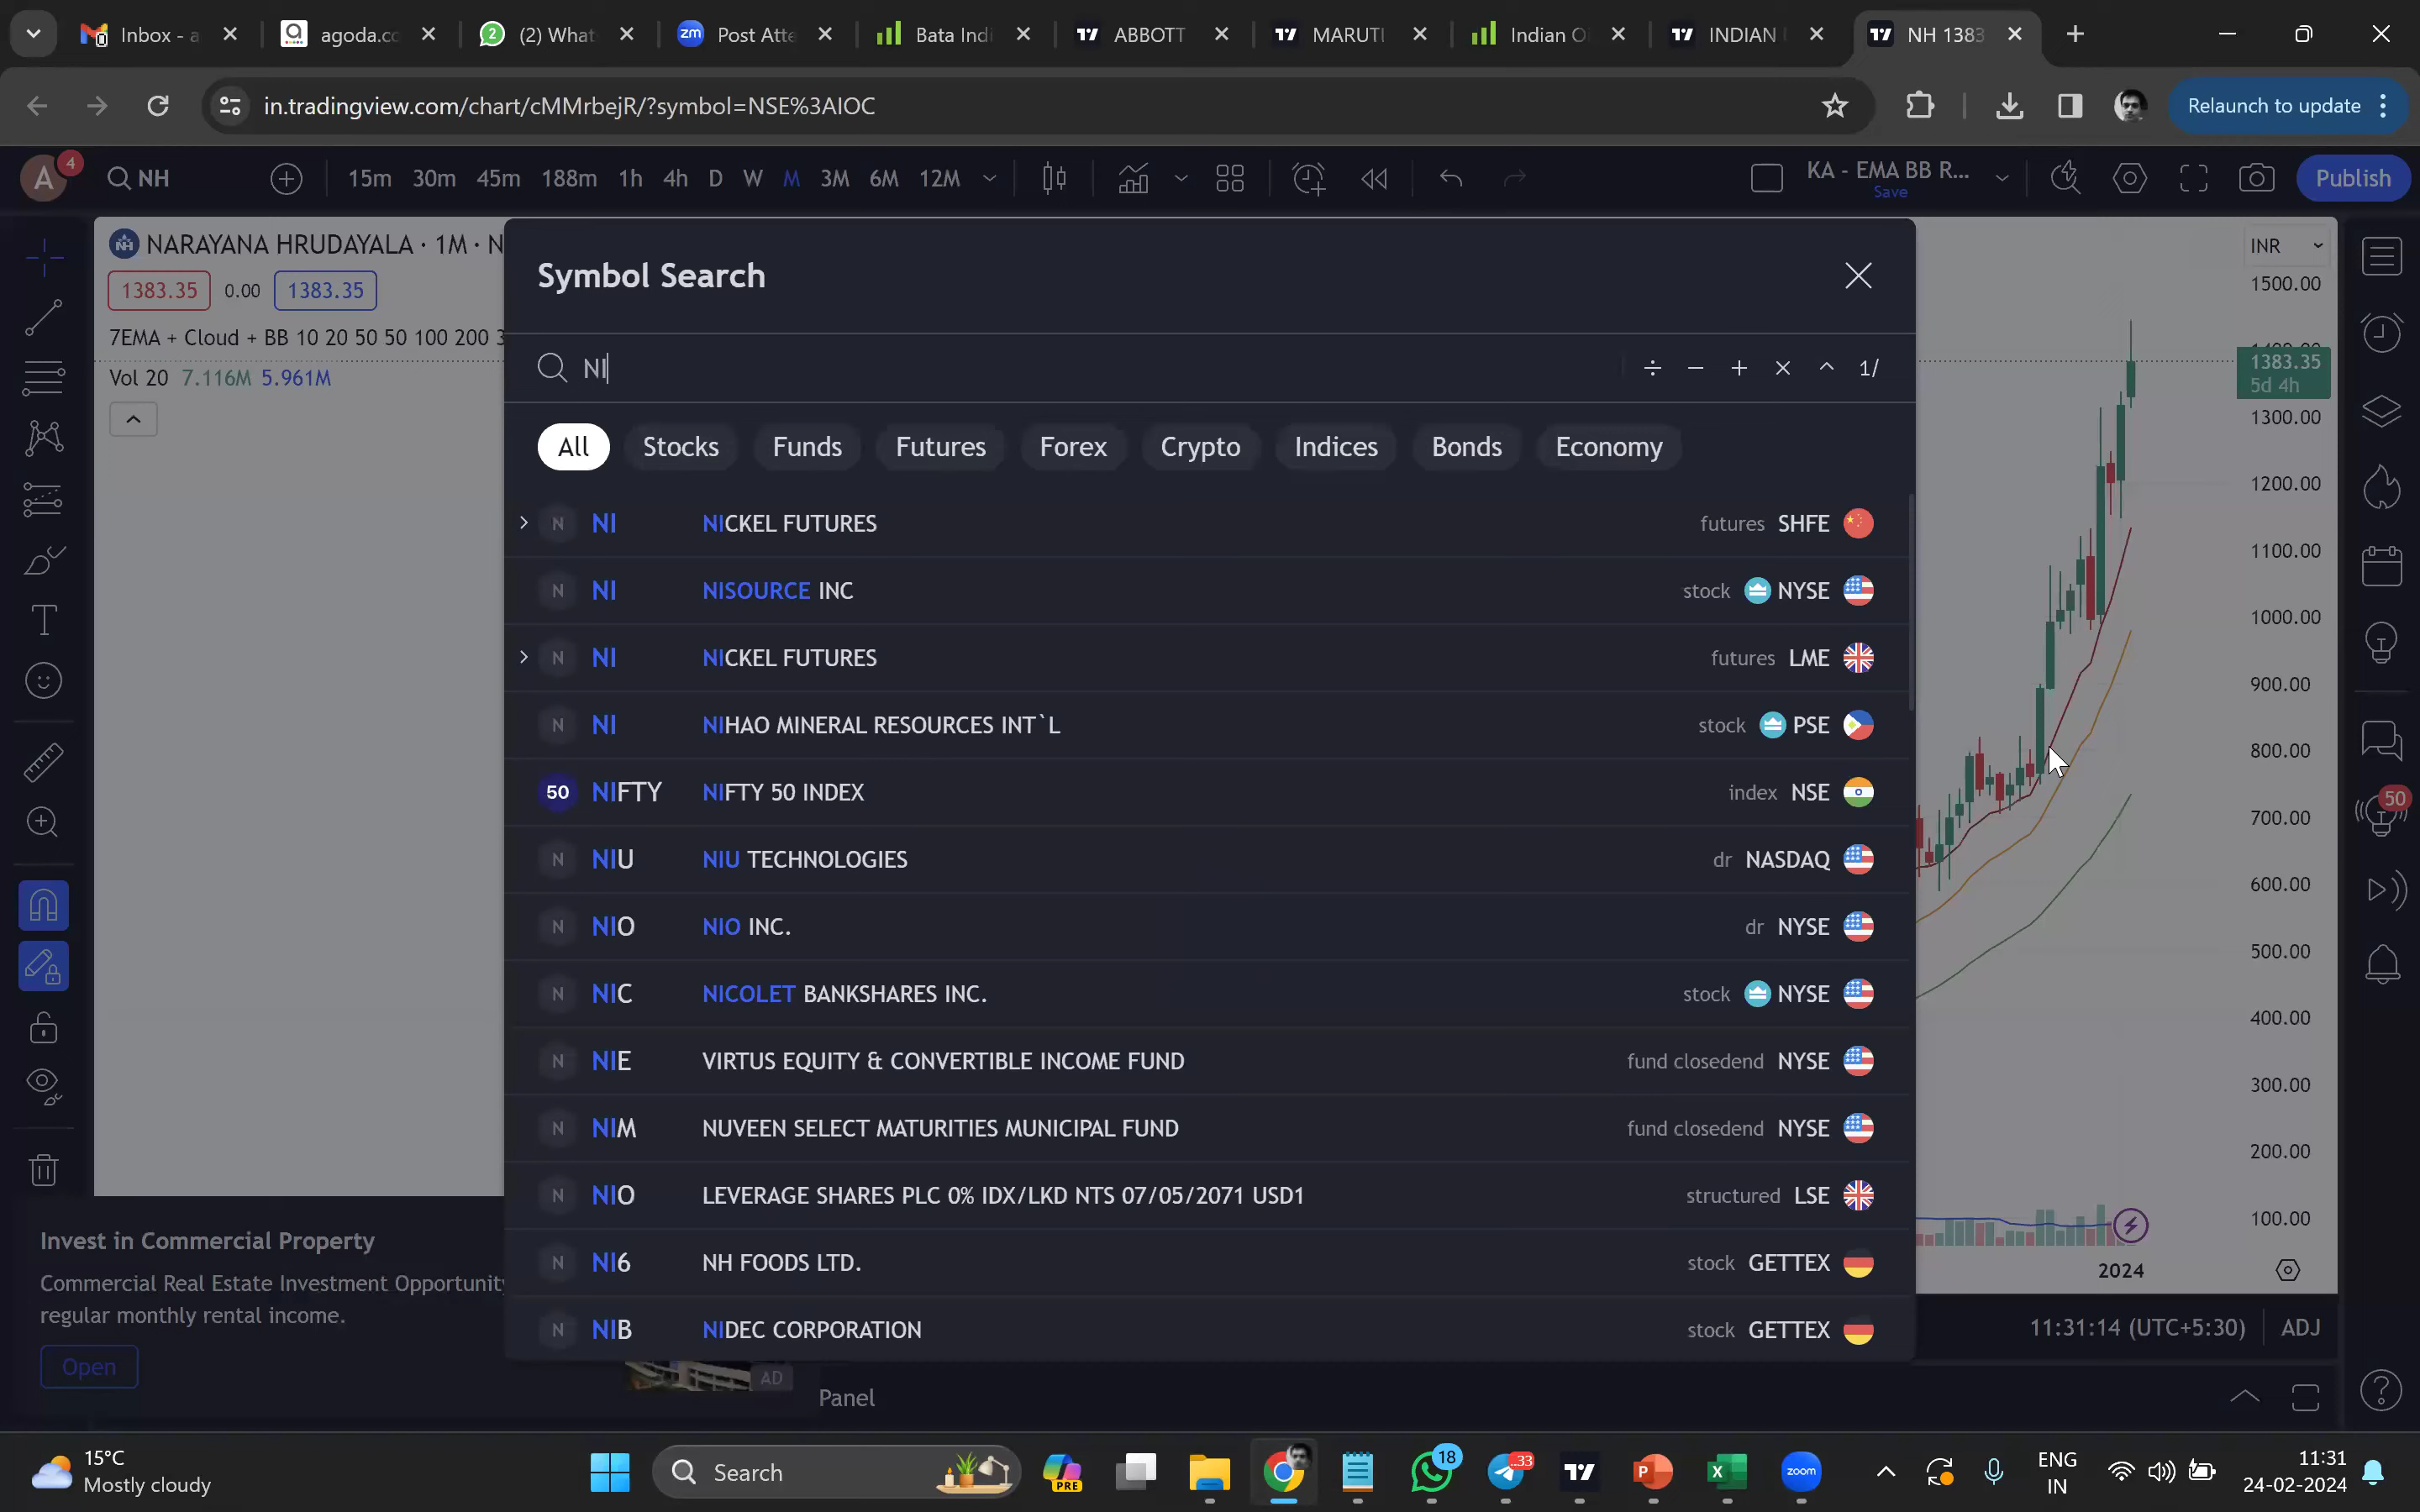 Inbox - a
agoda.co
(2) What
Post Atte
Bata Indi
ABBOTT
MARUTI
Indian Oi
INDIAN
NH 1383
in.tradingview.com/chart/cMMrbejR/?symbol=NSE%3AIOC
Relaunch to update
A 4
NH
15m 30m 45m 188m 1h 4h D W M 3M 6M 12M
KA - EMA BB R...
Save
Publish
NARAYANA HRUDAYALA · 1M · N
1383.35 0.00 1383.35
7EMA + Cloud + BB 10 20 50 50 100 200 3
Vol 20 7.116M 5.961M
Symbol Search
NI
÷ − + × ^ 1/
All Stocks Funds Futures Forex Crypto Indices Bonds Economy
N NI NICKEL FUTURES futures SHFE
N NI NISOURCE INC stock NYSE
N NI NICKEL FUTURES futures LME
N NI NIHAO MINERAL RESOURCES INT`L stock PSE
50 NIFTY NIFTY 50 INDEX index NSE
N NIU NIU TECHNOLOGIES dr NASDAQ
N NIO NIO INC. dr NYSE
N NIC NICOLET BANKSHARES INC. stock NYSE
N NIE VIRTUS EQUITY & CONVERTIBLE INCOME FUND fund closedend NYSE
N NIM NUVEEN SELECT MATURITIES MUNICIPAL FUND fund closedend NYSE
N NIO LEVERAGE SHARES PLC 0% IDX/LKD NTS 07/05/2071 USD1 structured LSE
N NI6 NH FOODS LTD. stock GETTEX
N NIB NIDEC CORPORATION stock GETTEX
INR
1500.00
1383.35
5d 4h
1300.00
1200.00
1100.00
1000.00
900.00
800.00
700.00
600.00
500.00
400.00
300.00
200.00
100.00
2024
50
11:31:14 (UTC+5:30) ADJ
Invest in Commercial Property
Commercial Real Estate Investment Opportunity
regular monthly rental income.
Open
AD
Panel
15°C
Mostly cloudy
Search
PRE
18
..33
zoom
ENG
IN
11:31
24-02-2024